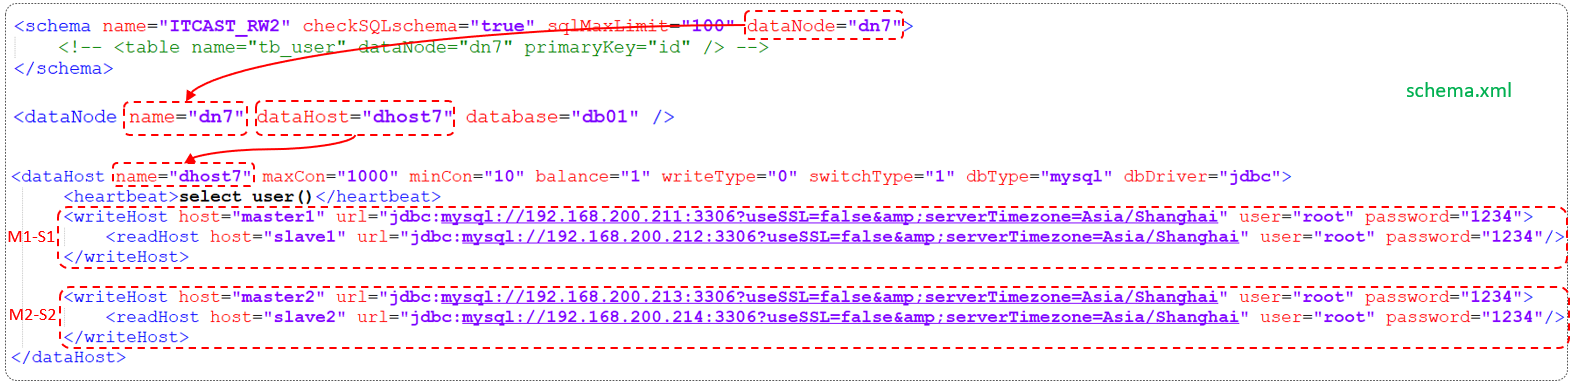 <schema name="ITCAST_RW2" checkSQLschema="true" sqlMaxLimit="100" dataNode="dn7">
<!-- <table name="tb_user" dataNode="dn7" primaryKey="id" /> -->
</schema>
schema.xml
<dataNode name="dn7" dataHost="dhost7" database="db01" />
<dataHost name="dhost7" maxCon="1000" minCon="10" balance="1" writeType="0" switchType="1" dbType="mysql" dbDriver="jdbc">
<heartbeat>select user()</heartbeat>
<writeHost host="master1" url="jdbc:mysql://192.168.200.211:3306?useSSL=false&amp;serverTimezone=Asia/Shanghai" user="root" password="1234">
M1-S1 <readHost host="slave1" url="jdbc:mysql://192.168.200.212:3306?useSSL=false&amp;serverTimezone=Asia/Shanghai" user="root" password="1234"/>
</writeHost>
<writeHost host="master2" url="jdbc:mysql://192.168.200.213:3306?useSSL=false&amp;serverTimezone=Asia/Shanghai" user="root" password="1234">
M2-S2 <readHost host="slave2" url="jdbc:mysql://192.168.200.214:3306?useSSL=false&amp;serverTimezone=Asia/Shanghai" user="root" password="1234"/>
</writeHost>
</dataHost>